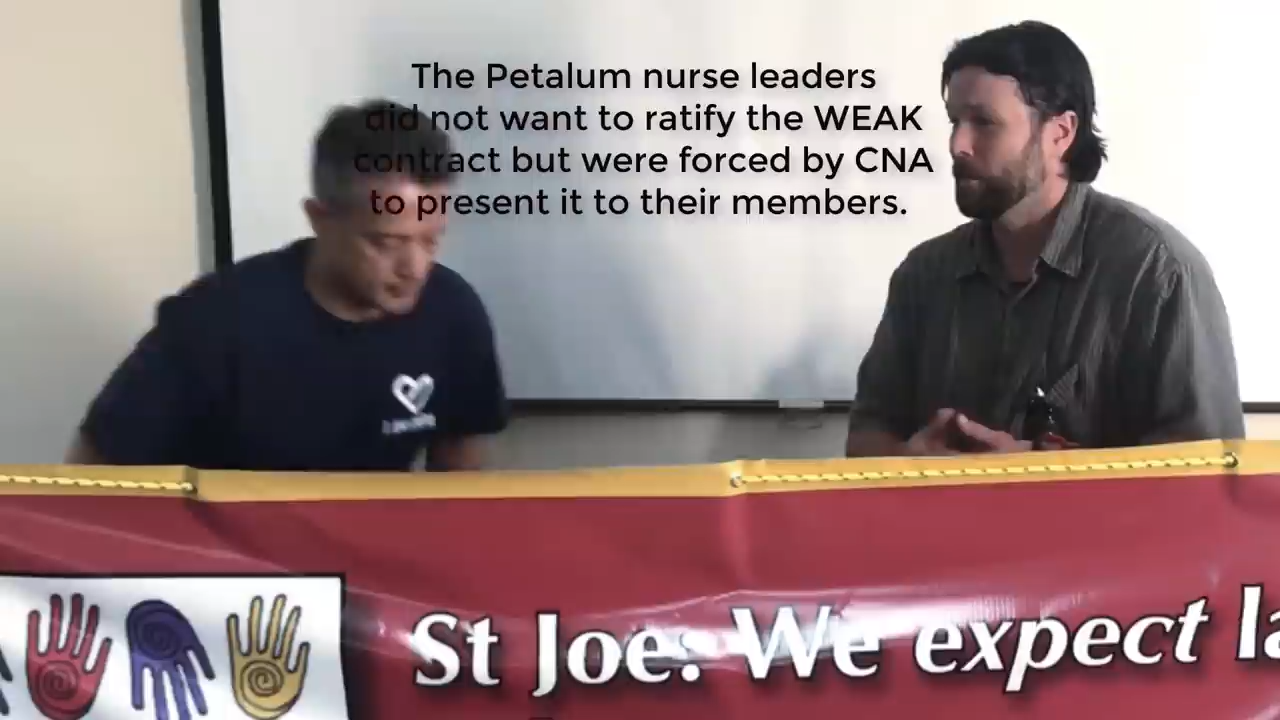 The Petalum nurse leaders
did not want to ratify the WEAK
contract but were forced by CNA
to present it to their members.
St Joe: We expect la